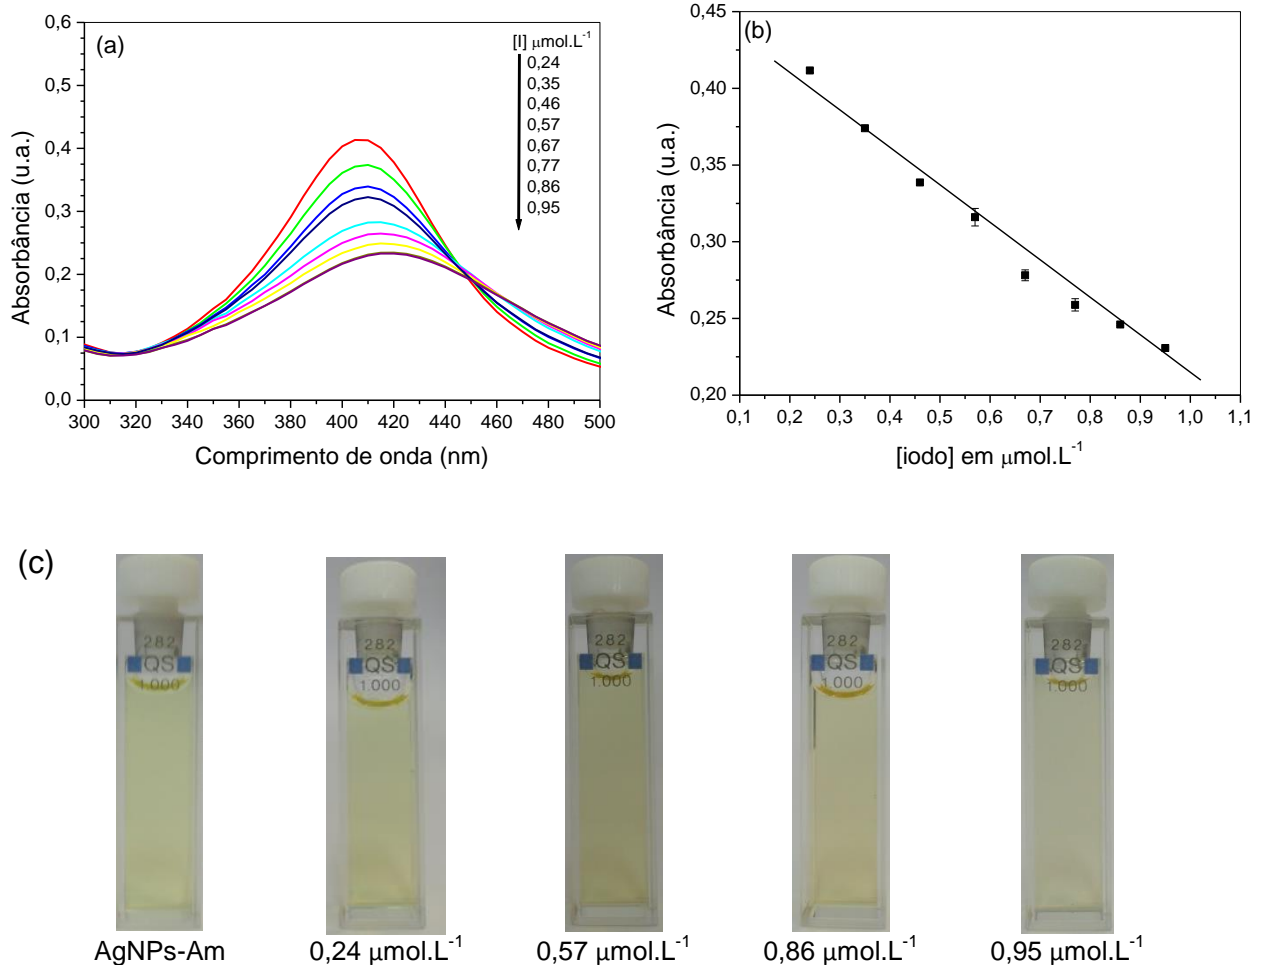 (a)
[I] μmol.L⁻¹
0,24
0,35
0,46
0,57
0,67
0,77
0,86
0,95
0,6
0,5
0,4
0,3
0,2
0,1
0,0
Absorbância (u.a.)
300 320 340 360 380 400 420 440 460 480 500
Comprimento de onda (nm)
(b)
0,45
0,40
0,35
0,30
0,25
0,20
Absorbância (u.a.)
0,1 0,2 0,3 0,4 0,5 0,6 0,7 0,8 0,9 1,0 1,1
[iodo] em μmol.L⁻¹
(c)
282
QS
1.000
282
QS
1.000
282
QS
1.000
282
QS
1.000
282
QS
1.000
AgNPs-Am 0,24 μmol.L⁻¹ 0,57 μmol.L⁻¹ 0,86 μmol.L⁻¹ 0,95 μmol.L⁻¹